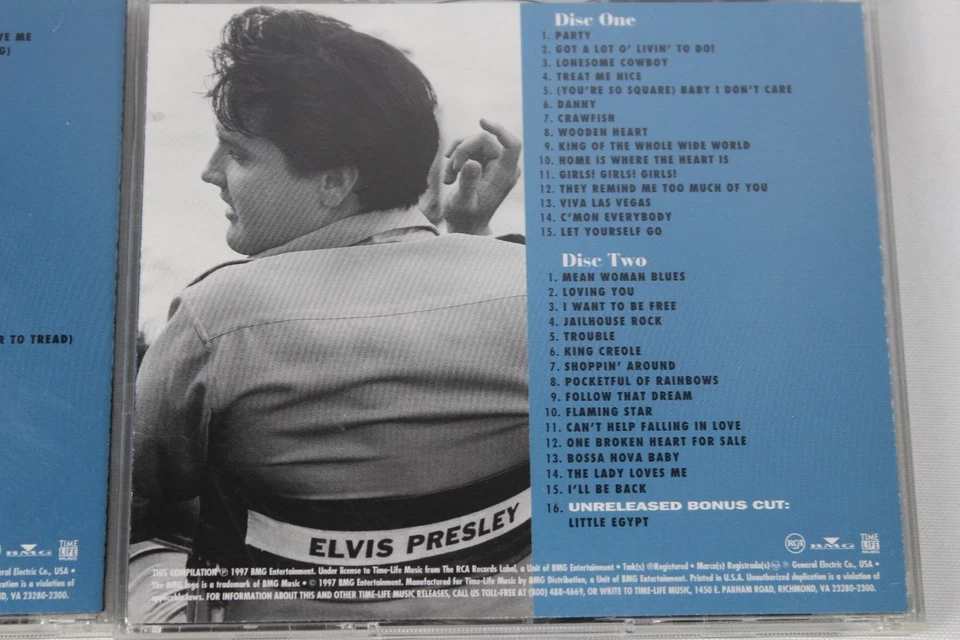 VE ME
G)
R TO TREAD)
BMG
TIME
LIFE
MUSIC
eral Electric Co., USA •
cation is a violation of
D, VA 23280-2300.
Disc One
1. PARTY
2. GOT A LOT O' LIVIN' TO DO!
3. LONESOME COWBOY
4. TREAT ME NICE
5. (YOU'RE SO SQUARE) BABY I DON'T CARE
6. DANNY
7. CRAWFISH
8. WOODEN HEART
9. KING OF THE WHOLE WIDE WORLD
10. HOME IS WHERE THE HEART IS
11. GIRLS! GIRLS! GIRLS!
12. THEY REMIND ME TOO MUCH OF YOU
13. VIVA LAS VEGAS
14. C'MON EVERYBODY
15. LET YOURSELF GO
Disc Two
1. MEAN WOMAN BLUES
2. LOVING YOU
3. I WANT TO BE FREE
4. JAILHOUSE ROCK
5. TROUBLE
6. KING CREOLE
7. SHOPPIN' AROUND
8. POCKETFUL OF RAINBOWS
9. FOLLOW THAT DREAM
10. FLAMING STAR
11. CAN'T HELP FALLING IN LOVE
12. ONE BROKEN HEART FOR SALE
13. BOSSA NOVA BABY
14. THE LADY LOVES ME
15. I'LL BE BACK
16. UNRELEASED BONUS CUT:
LITTLE EGYPT
ELVIS PRESLEY
RCA
BMG
TIME
LIFE
MUSIC
THIS COMPILATION ℗ 1997 BMG Entertainment. Under license to Time-Life Music from The RCA Records Label, a Unit of BMG Entertainment • Tmk(s) ®Registered • Marca(s) Registrada(s) RCA ® General Electric Co., USA •
The BMG logo is a trademark of BMG Music • © 1997 BMG Entertainment. Manufactured for Time-Life Music by BMG Distribution, a Unit of BMG Entertainment. Printed in U.S.A. Unauthorized duplication is a violation of
applicable laws. FOR INFORMATION ABOUT THIS AND OTHER TIME-LIFE MUSIC RELEASES, CALL US TOLL-FREE AT (800) 488-4669, OR WRITE TO TIME-LIFE MUSIC, 1450 E. PARHAM ROAD, RICHMOND, VA 23280-2300.